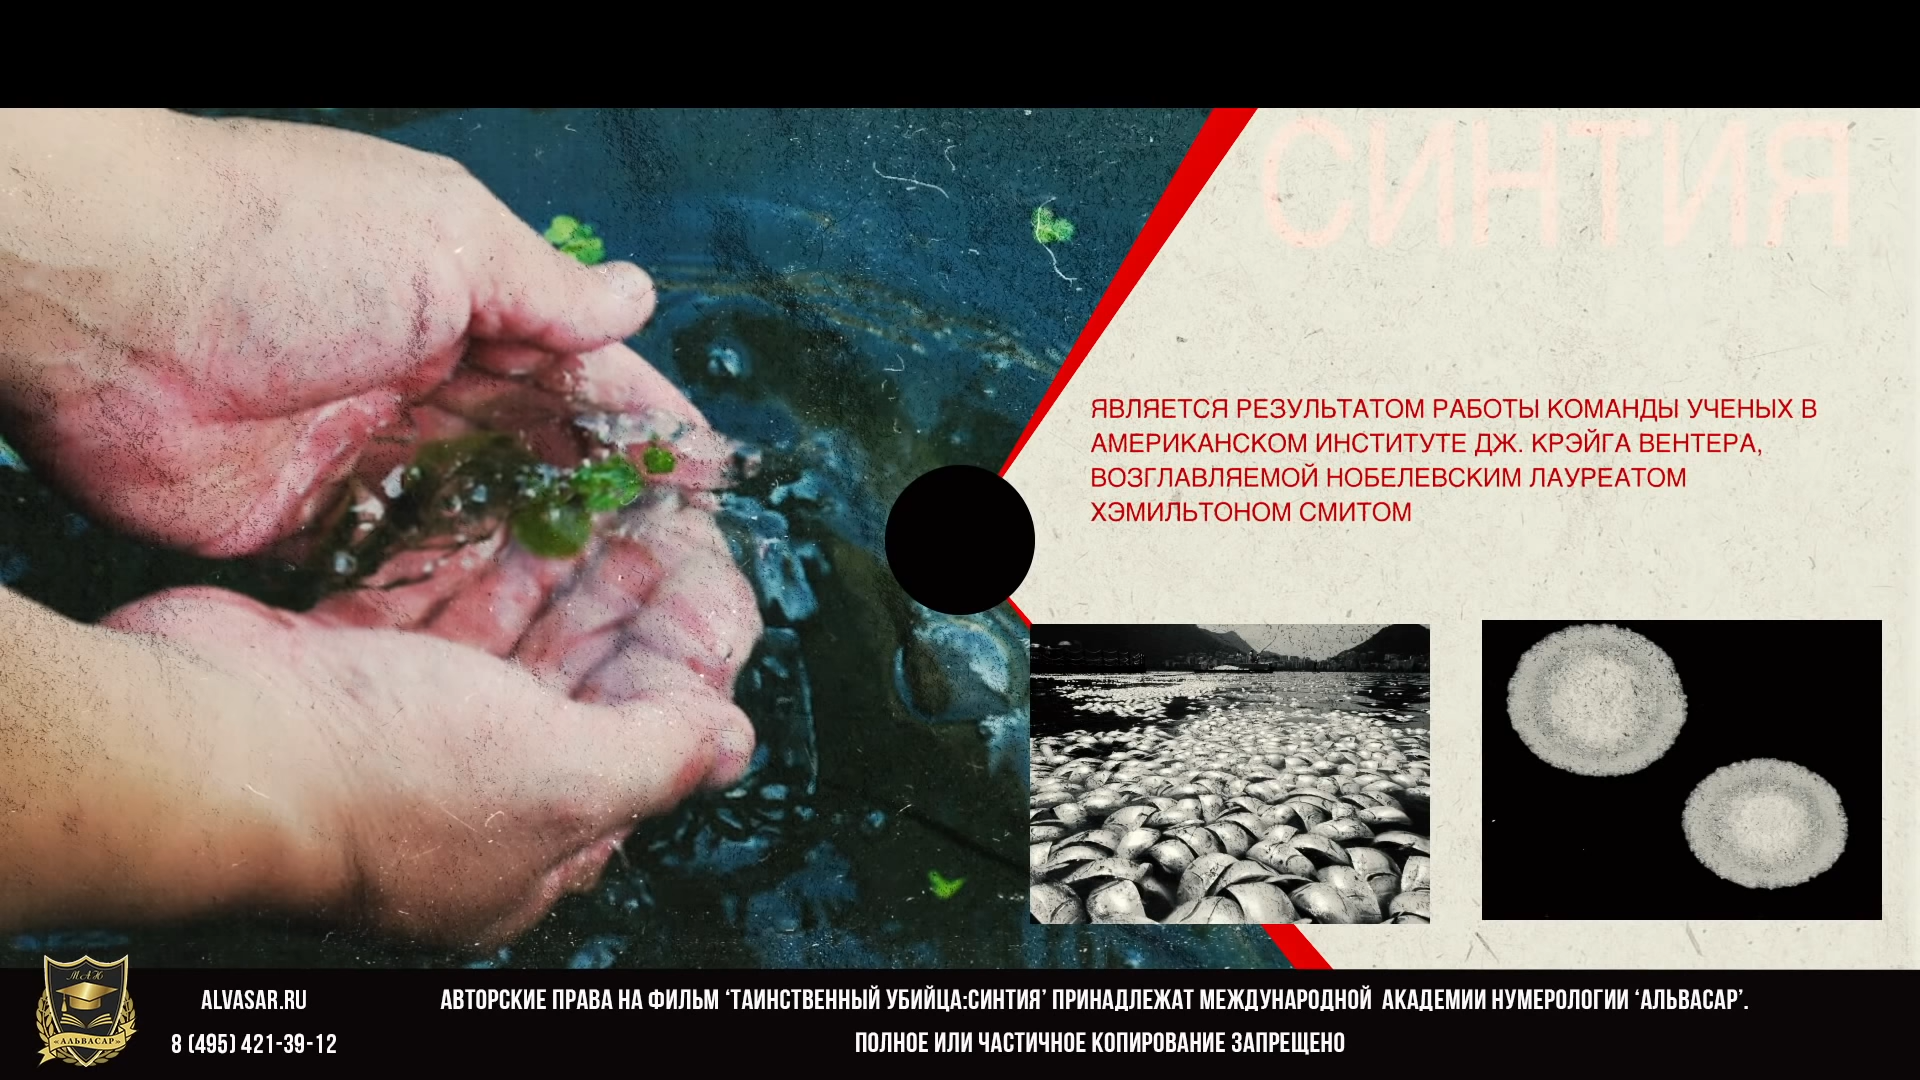 СИНТИЯ
ЯВЛЯЕТСЯ РЕЗУЛЬТАТОМ РАБОТЫ КОМАНДЫ УЧЕНЫХ В
АМЕРИКАНСКОМ ИНСТИТУТЕ ДЖ. КРЭЙГА ВЕНТЕРА,
ВОЗГЛАВЛЯЕМОЙ НОБЕЛЕВСКИМ ЛАУРЕАТОМ
ХЭМИЛЬТОНОМ СМИТОМ
МАН
«АЛЬВАСАР»
ALVASAR.RU
8 (495) 421-39-12
АВТОРСКИЕ ПРАВА НА ФИЛЬМ ‘ТАИНСТВЕННЫЙ УБИЙЦА:СИНТИЯ’ ПРИНАДЛЕЖАТ МЕЖДУНАРОДНОЙ АКАДЕМИИ НУМЕРОЛОГИИ ‘АЛЬВАСАР’.
ПОЛНОЕ ИЛИ ЧАСТИЧНОЕ КОПИРОВАНИЕ ЗАПРЕЩЕНО